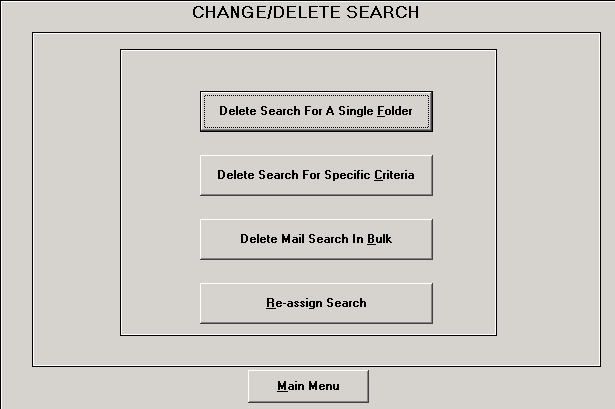 CHANGE/DELETE SEARCH
Delete Search For A Single Folder
Delete Search For Specific Criteria
Delete Mail Search In Bulk
Re-assign Search
Main Menu